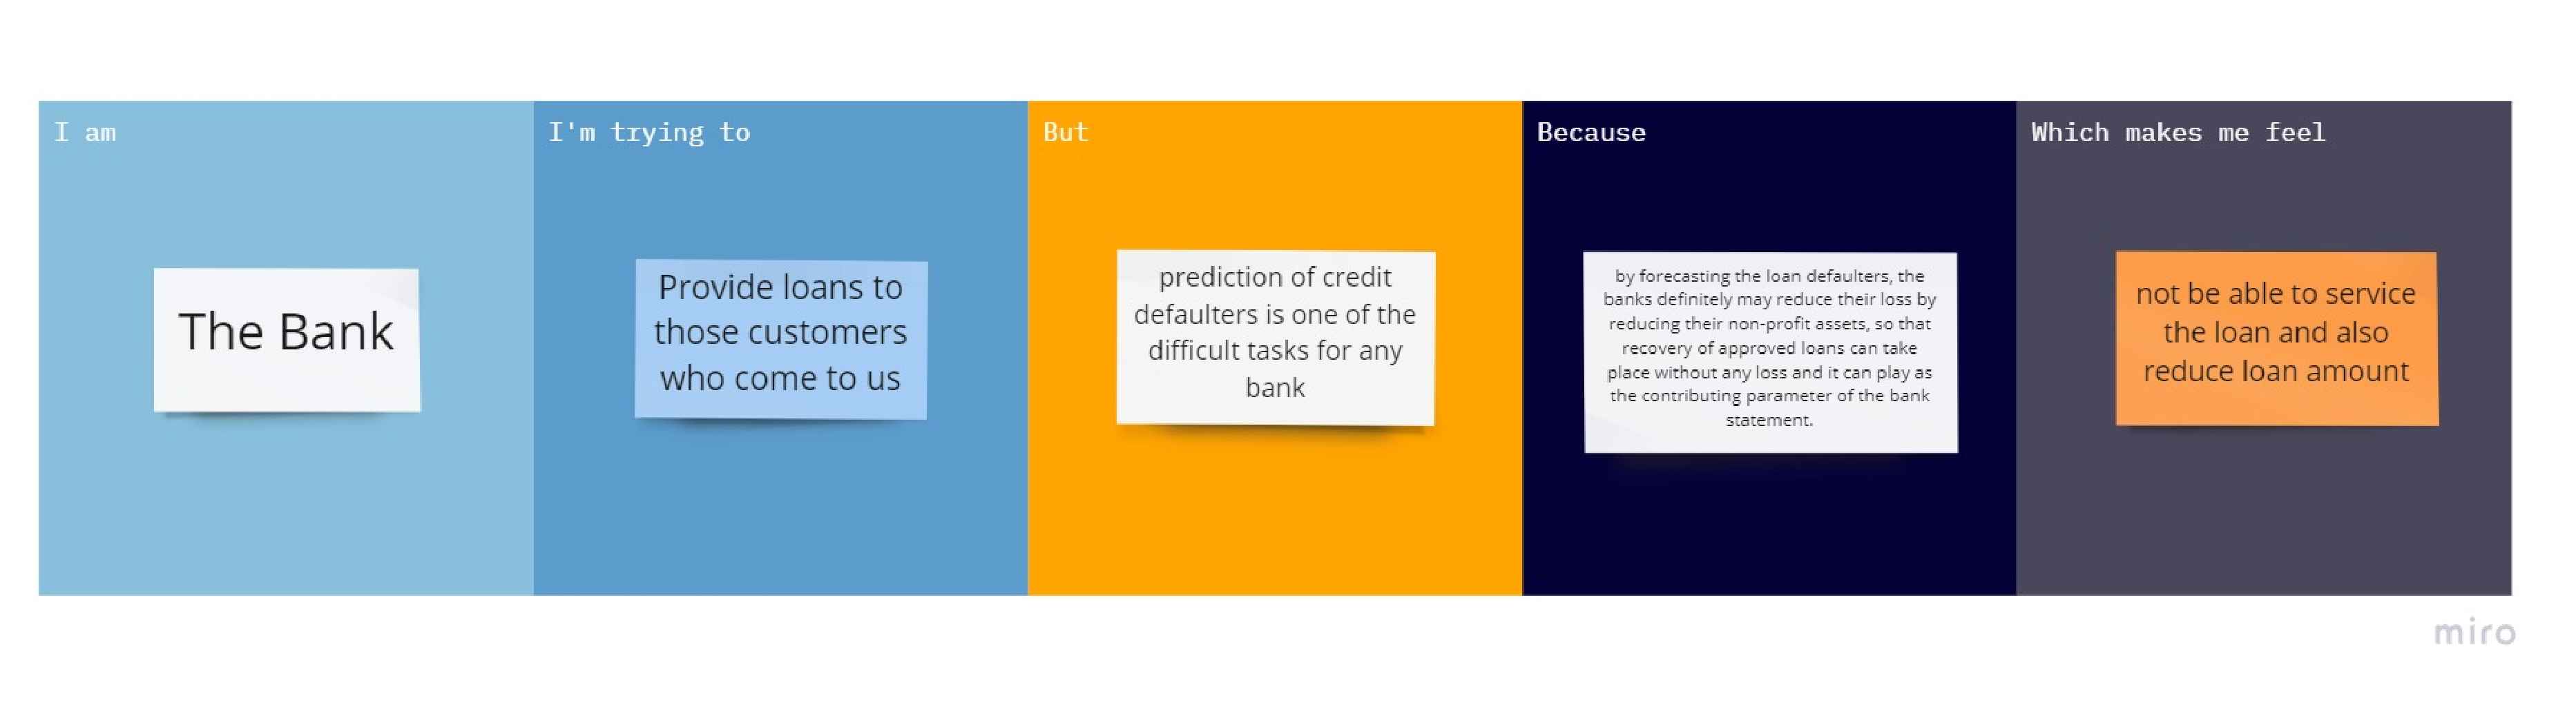 I am
The Bank
I'm trying to
Provide loans to
those customers
who come to us
But
prediction of credit
defaulters is one of the
difficult tasks for any
bank
Because
by forecasting the loan defaulters, the
banks definitely may reduce their loss by
reducing their non-profit assets, so that
recovery of approved loans can take
place without any loss and it can play as
the contributing parameter of the bank
statement.
Which makes me feel
not be able to service
the loan and also
reduce loan amount
miro